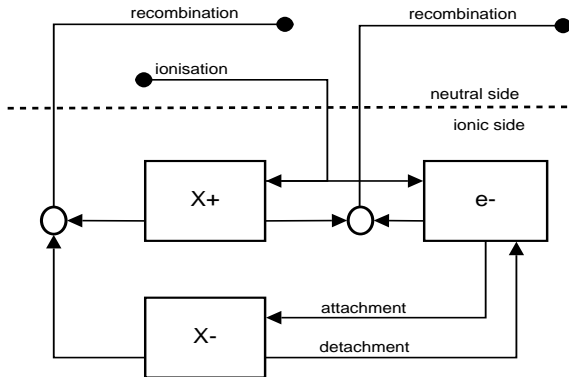 recombination
recombination
ionisation
neutral side
ionic side
X+
e-
attachment
X-
detachment